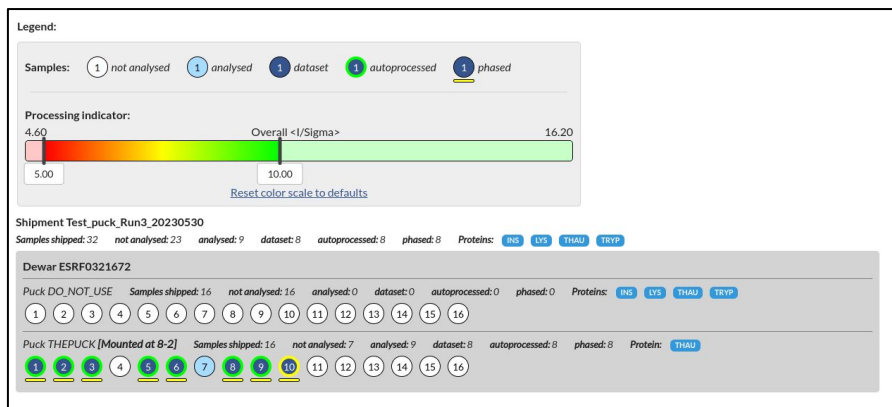 Legend:
Samples: 1 not analysed 1 analysed 1 dataset 1 autoprocessed 1 phased
Processing indicator:
4.60 Overall <I/Sigma> 16.20
5.00 10.00
Reset color scale to defaults
Shipment Test_puck_Run3_20230530
Samples shipped: 32 not analysed: 23 analysed: 9 dataset: 8 autoprocessed: 8 phased: 8 Proteins: INS LYS THAU TRYP
Dewar ESRF0321672
Puck DO_NOT_USE Samples shipped: 16 not analysed: 16 analysed: 0 dataset: 0 autoprocessed: 0 phased: 0 Proteins: INS LYS THAU TRYP
1 2 3 4 5 6 7 8 9 10 11 12 13 14 15 16
Puck THEPUCK [Mounted at 8-2] Samples shipped: 16 not analysed: 7 analysed: 9 dataset: 8 autoprocessed: 8 phased: 8 Protein: THAU
1 2 3 4 5 6 7 8 9 10 11 12 13 14 15 16